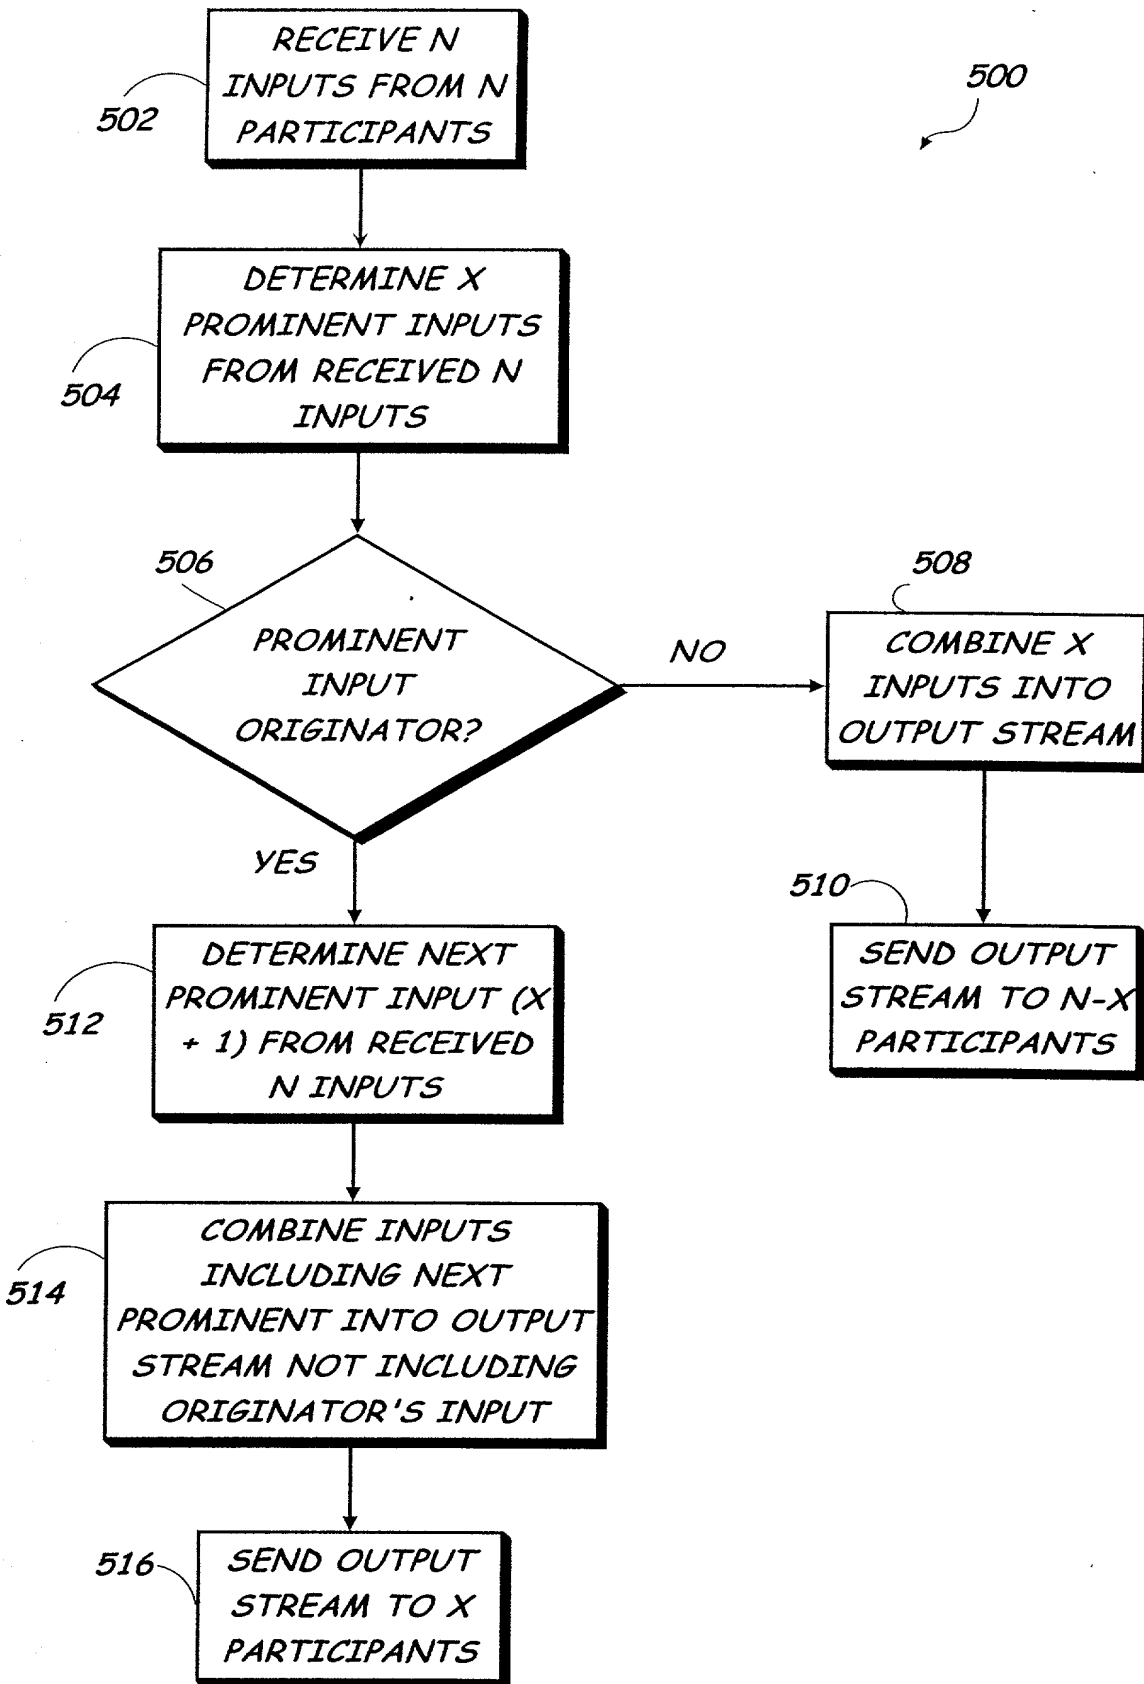 RECEIVE N
INPUTS FROM N
PARTICIPANTS
502
500
DETERMINE X
PROMINENT INPUTS
FROM RECEIVED N
INPUTS
504
506
PROMINENT
INPUT
ORIGINATOR?
NO
508
COMBINE X
INPUTS INTO
OUTPUT STREAM
YES
510
SEND OUTPUT
STREAM TO N-X
PARTICIPANTS
512
DETERMINE NEXT
PROMINENT INPUT (X
+ 1) FROM RECEIVED
N INPUTS
514
COMBINE INPUTS
INCLUDING NEXT
PROMINENT INTO OUTPUT
STREAM NOT INCLUDING
ORIGINATOR'S INPUT
516
SEND OUTPUT
STREAM TO X
PARTICIPANTS